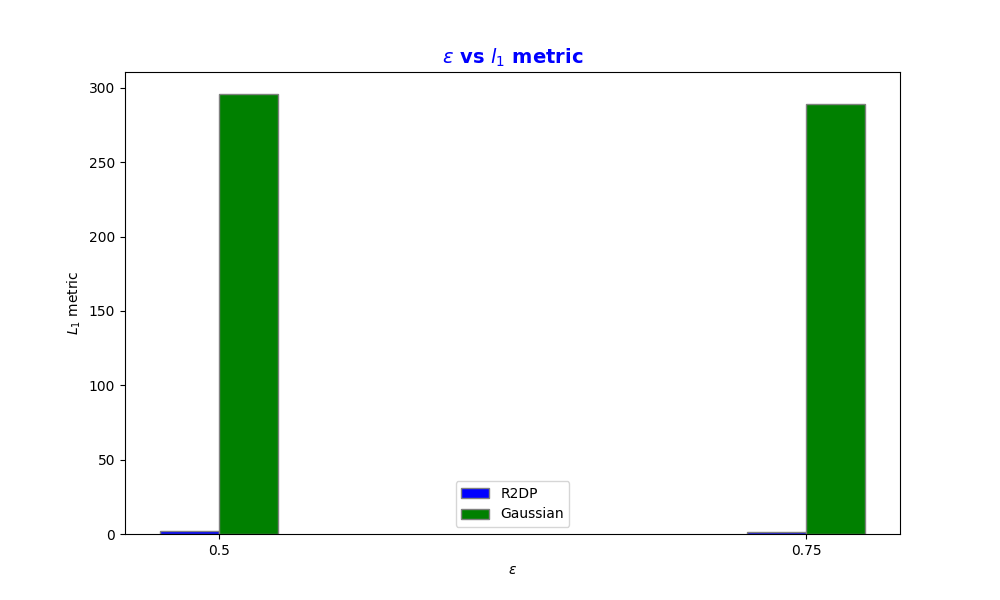 ε vs l₁ metric
300
250
200
150
100
50
0
L₁ metric
R2DP
Gaussian
0.5
0.75
ε